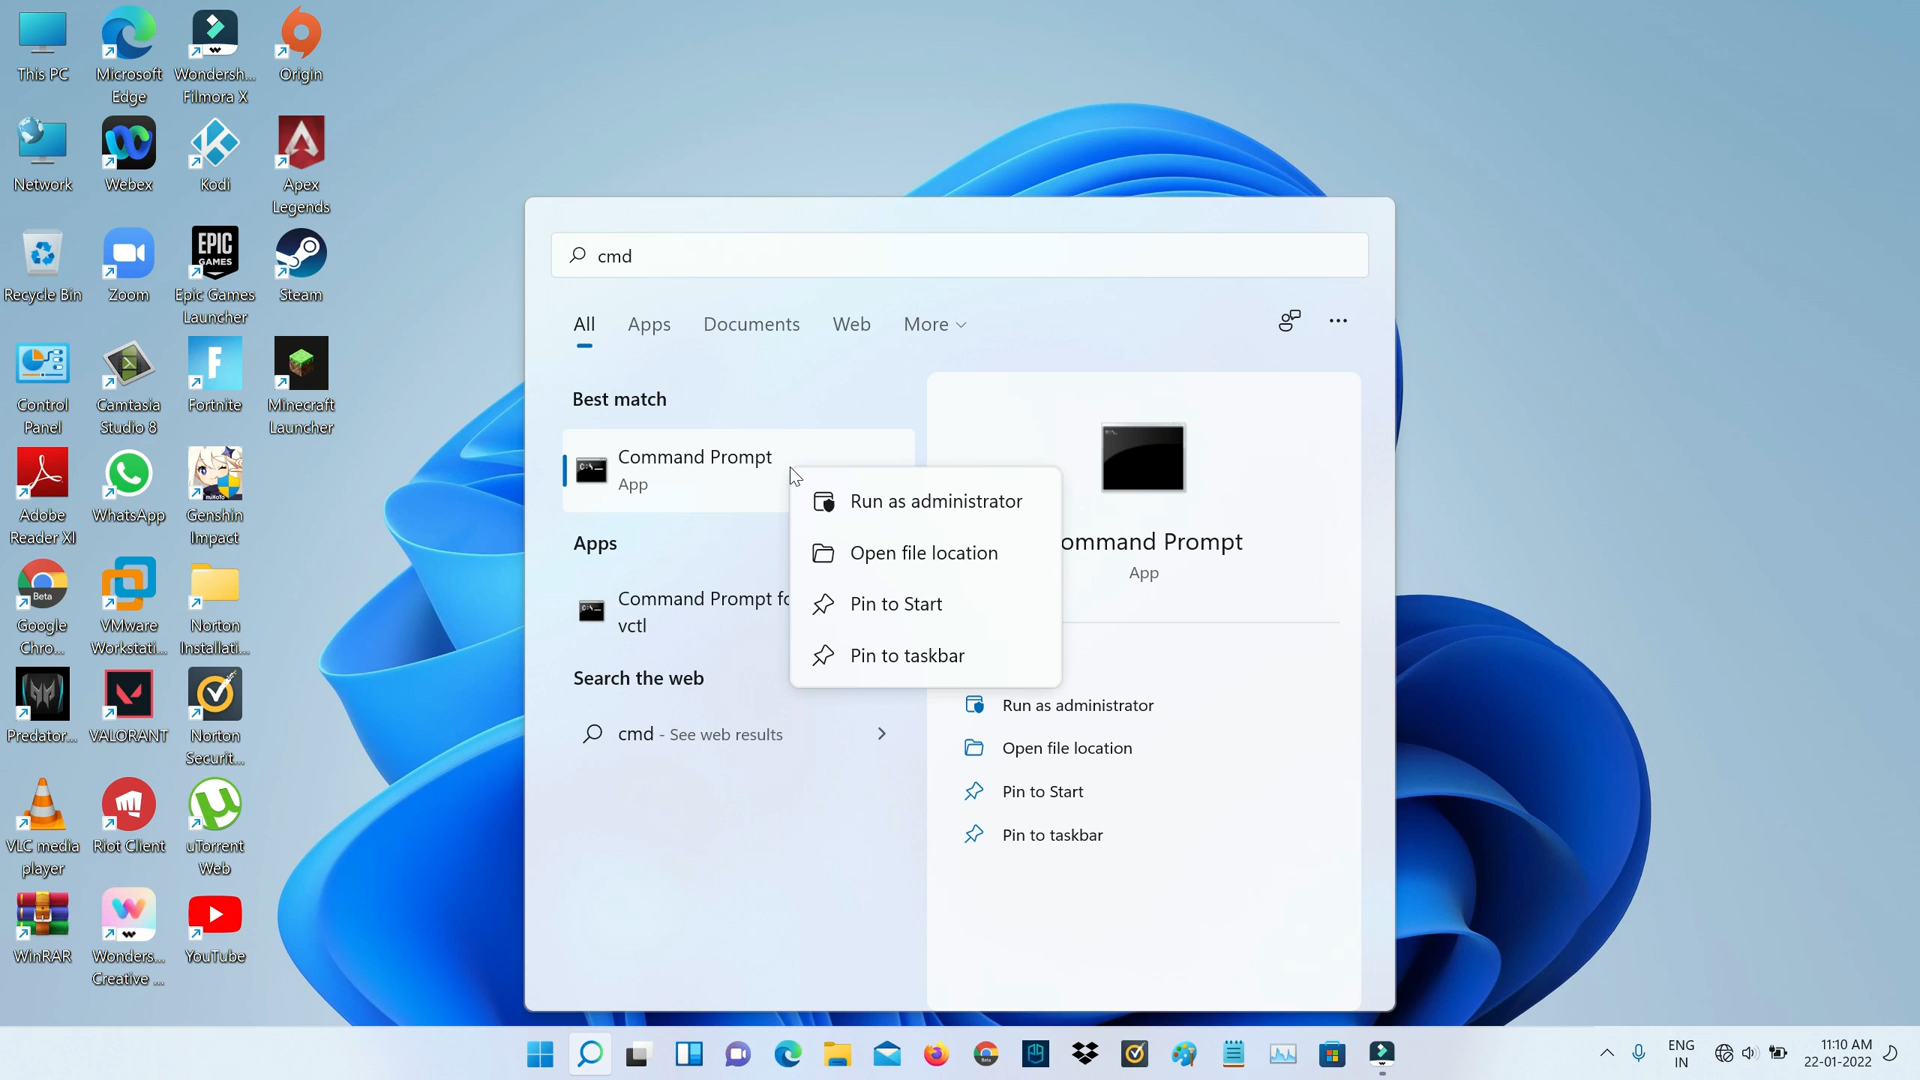 This PC
Microsoft
Edge
Wondersh...
Filmora X
Origin
Network
Webex
Kodi
Apex
Legends
Recycle Bin
Zoom
EPIC
GAMES
Epic Games
Launcher
Steam
Control
Panel
Camtasia
Studio 8
Fortnite
Minecraft
Launcher
Adobe
Reader XI
WhatsApp
Genshin
Impact
Beta
Google
Chro...
VMware
Workstati...
Norton
Installati...
Predator...
VALORANT
Norton
Securit...
VLC media
player
Riot Client
uTorrent
Web
WinRAR
Wonders...
Creative ...
YouTube
cmd
All
Apps
Documents
Web
More
Best match
Command Prompt
App
Apps
Command Prompt fo
vctl
Search the web
cmd - See web results
Run as administrator
Open file location
Pin to Start
Pin to taskbar
ommand Prompt
App
Run as administrator
Open file location
Pin to Start
Pin to taskbar
ENG
IN
11:10 AM
22-01-2022